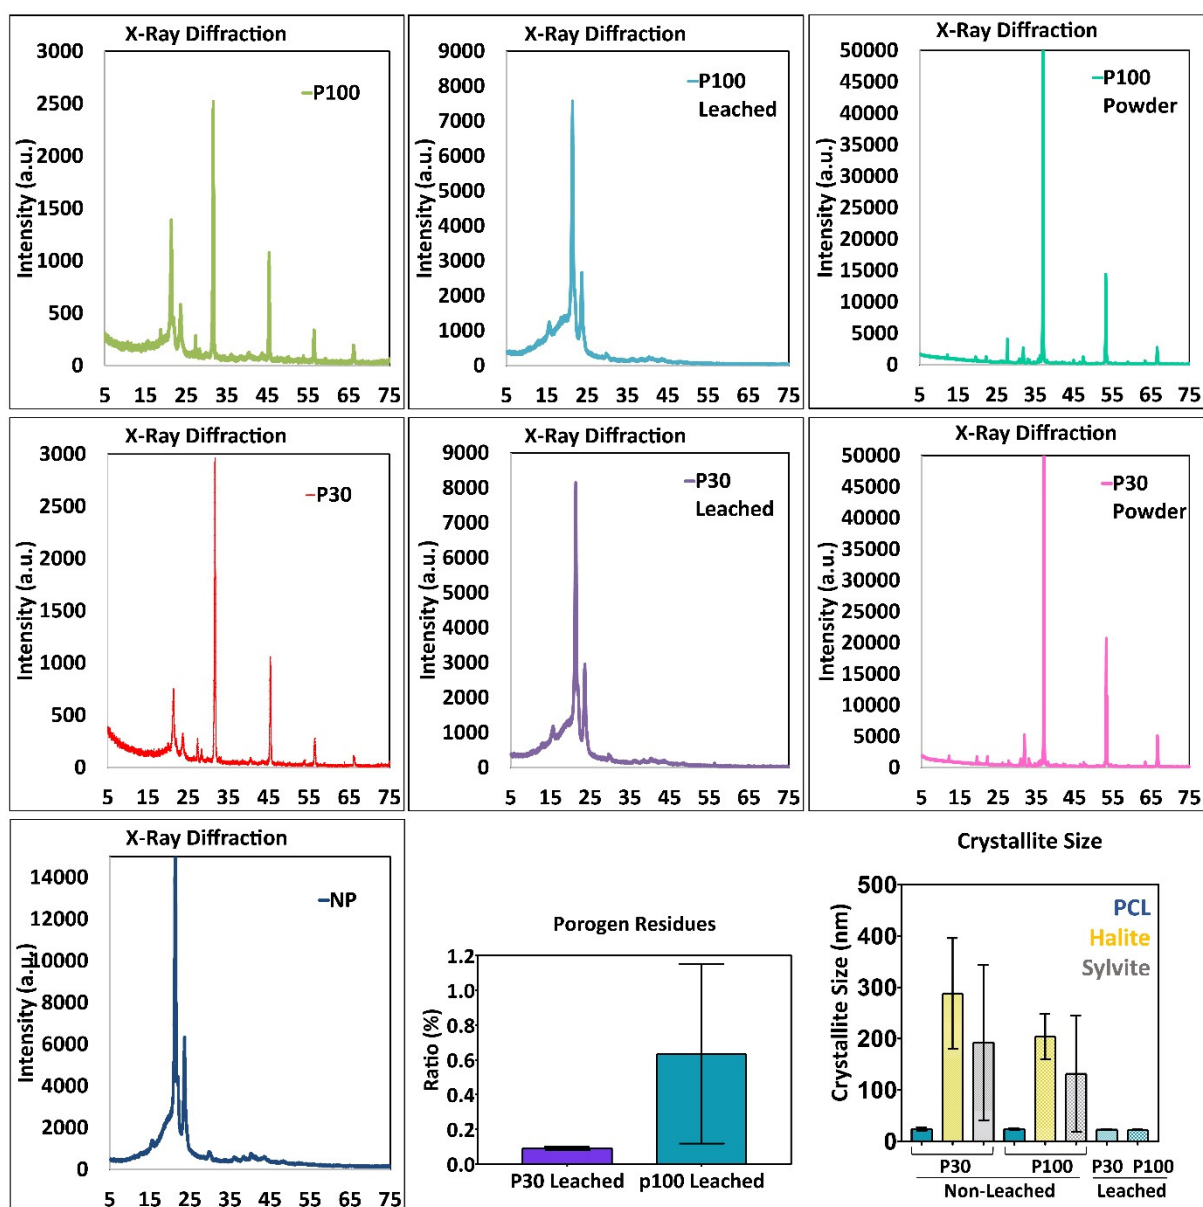 X-Ray Diffraction
3000
2500
2000
1500
1000
500
0
Intensity (a.u.)
P100
5 15 25 35 45 55 65 75
X-Ray Diffraction
9000
8000
7000
6000
5000
4000
3000
2000
1000
0
Intensity (a.u.)
P100
Leached
5 15 25 35 45 55 65 75
X-Ray Diffraction
50000
45000
40000
35000
30000
25000
20000
15000
10000
5000
0
Intensity (a.u.)
P100
Powder
5 15 25 35 45 55 65 75
X-Ray Diffraction
3000
2500
2000
1500
1000
500
0
Intensity (a.u.)
P30
5 15 25 35 45 55 65 75
X-Ray Diffraction
9000
8000
7000
6000
5000
4000
3000
2000
1000
0
Intensity (a.u.)
P30
Leached
5 15 25 35 45 55 65 75
X-Ray Diffraction
50000
45000
40000
35000
30000
25000
20000
15000
10000
5000
0
Intensity (a.u.)
P30
Powder
5 15 25 35 45 55 65 75
X-Ray Diffraction
14000
12000
10000
8000
6000
4000
2000
0
Intensity (a.u.)
NP
5 15 25 35 45 55 65 75
Porogen Residues
1.2
1.0
0.8
0.6
0.4
0.2
0.0
Ratio (%)
P30 Leached p100 Leached
Crystallite Size
500
400
300
200
100
0
Crystallite Size (nm)
PCL
Halite
Sylvite
P30 P100 P30 P100
Non-Leached Leached